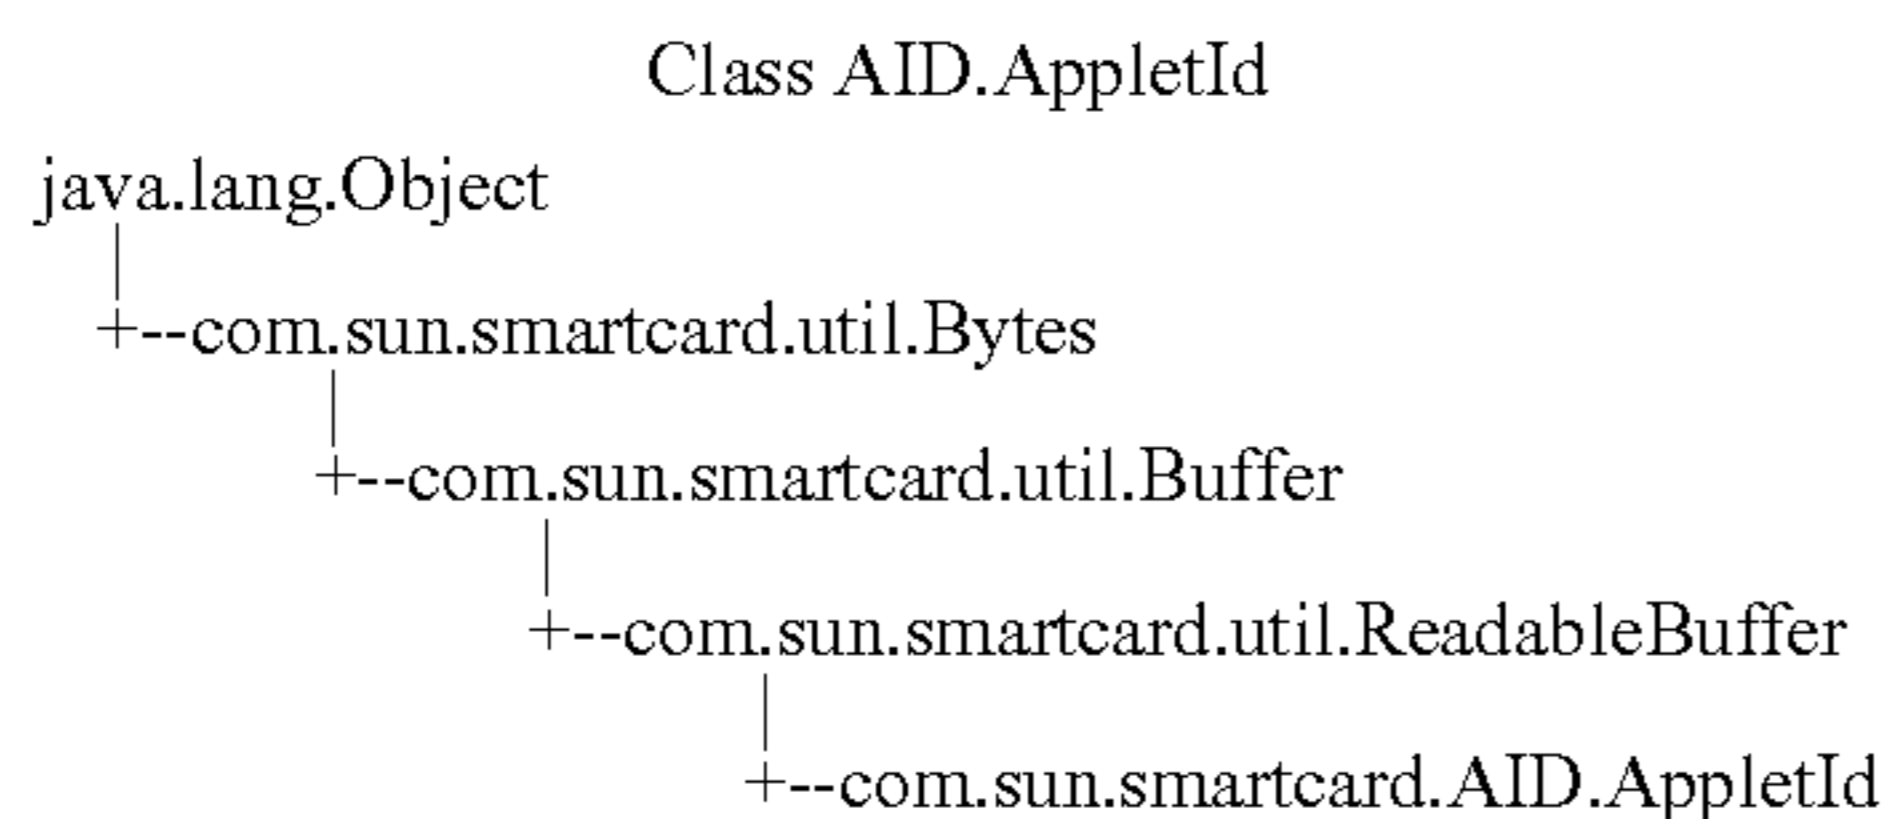 Class AID.AppletId
java.lang.Object
+--com.sun.smartcard.util.Bytes
+--com.sun.smartcard.util.Buffer
+--com.sun.smartcard.util.ReadableBuffer
+--com.sun.smartcard.AID.AppletId